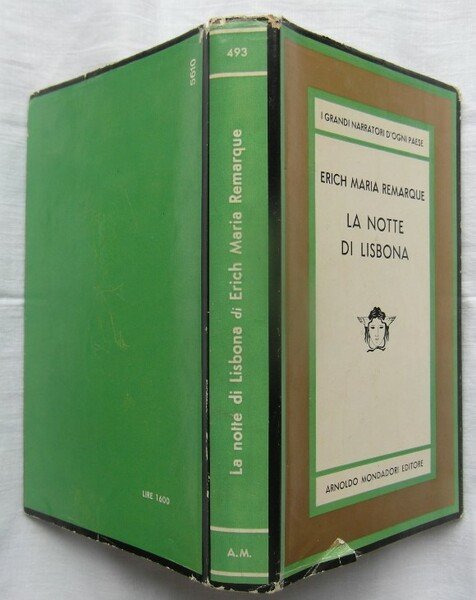 5610
LIRE 1600
493
La notte di Lisbona di Erich Maria Remarque
A.M.
I GRANDI NARRATORI D'OGNI PAESE
ERICH MARIA REMARQUE
LA NOTTE
DI LISBONA
ARNOLDO MONDADORI EDITORE